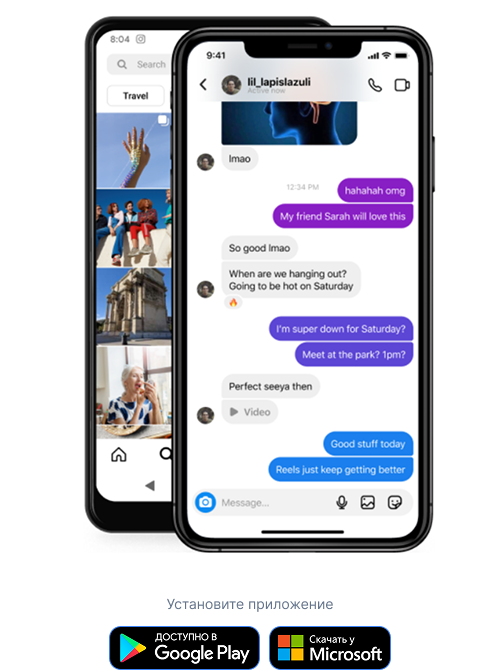 8:04
Search
Travel
9:41
lil_lapislazuli
Active now
lmao
12:34 PM
hahahah omg
My friend Sarah will love this
So good lmao
When are we hanging out?
Going to be hot on Saturday
I'm super down for Saturday?
Meet at the park? 1pm?
Perfect seeya then
Video
Good stuff today
Reels just keep getting better
Message...
Установите приложение
ДОСТУПНО В
Google Play
Скачать у
Microsoft